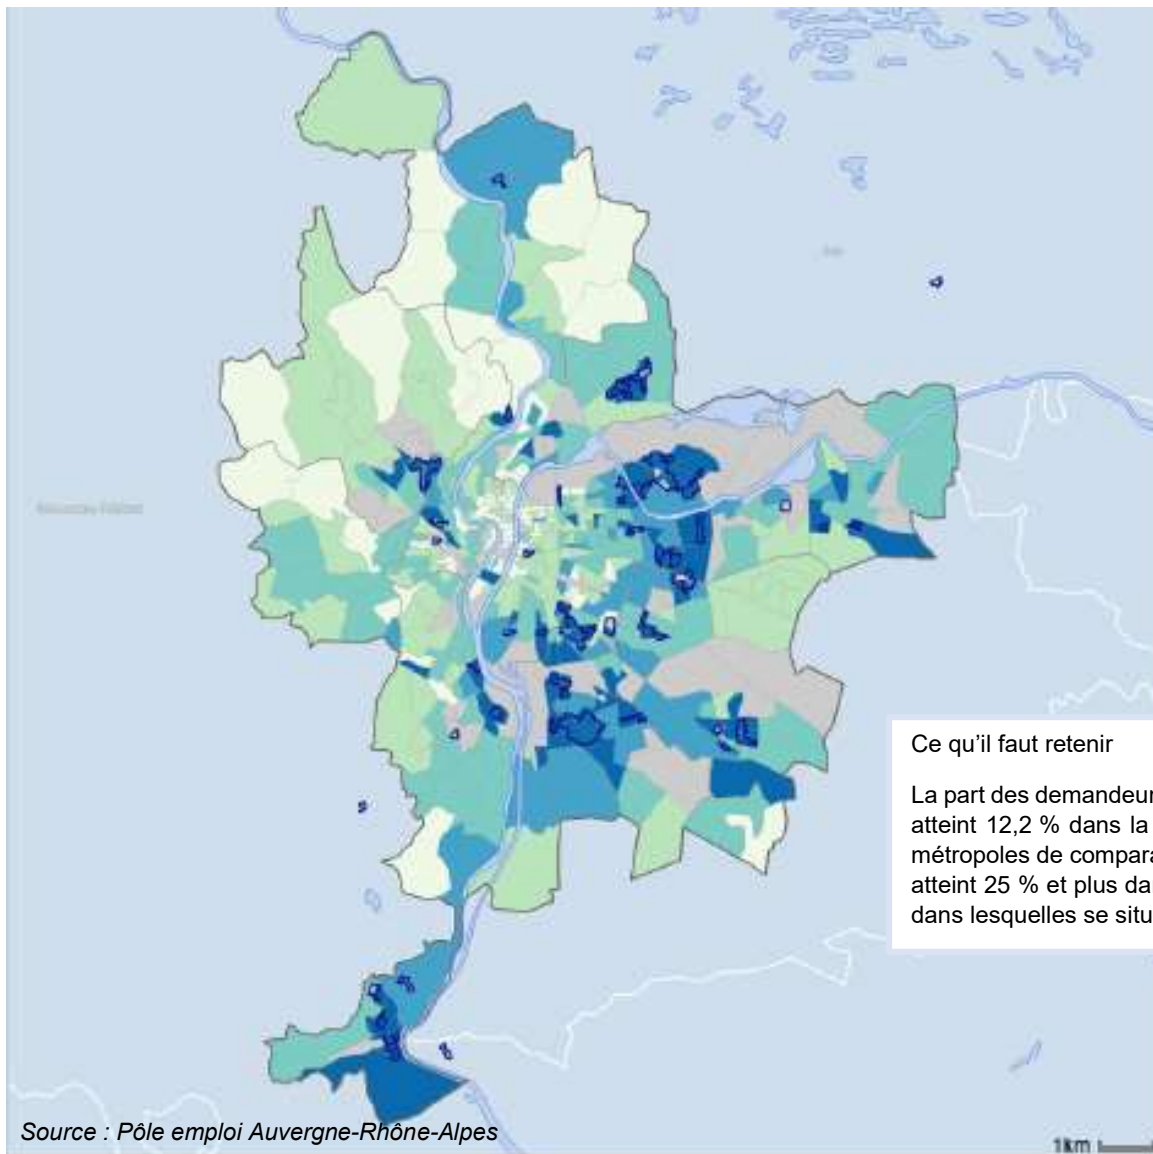 Ce qu'il faut retenir
La part des demandeur
atteint 12,2 % dans la
métropoles de compara
atteint 25 % et plus dar
dans lesquelles se situ
Source : Pôle emploi Auvergne-Rhône-Alpes
1km